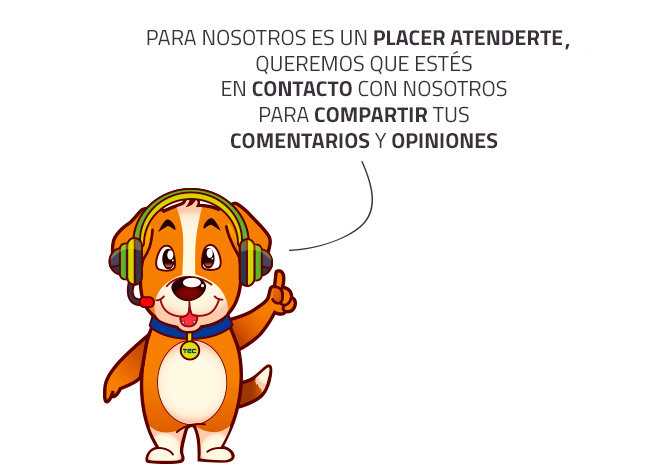 PARA NOSOTROS ES UN PLACER ATENDERTE,
QUEREMOS QUE ESTÉS
EN CONTACTO CON NOSOTROS
PARA COMPARTIR TUS
COMENTARIOS Y OPINIONES
TEC